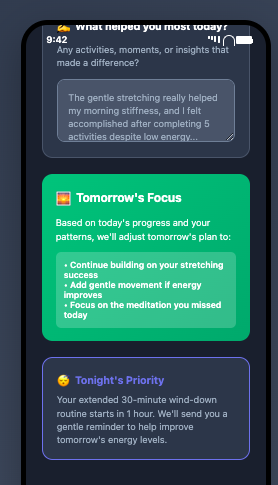 ✍️ What helped you most today?
9:42
Any activities, moments, or insights that
made a difference?
The gentle stretching really helped
my morning stiffness, and I felt
accomplished after completing 5
activities despite low energy...
🌅 Tomorrow's Focus
Based on today's progress and your
patterns, we'll adjust tomorrow's plan to:
• Continue building on your stretching
success
• Add gentle movement if energy
improves
• Focus on the meditation you missed
today
😴 Tonight's Priority
Your extended 30-minute wind-down
routine starts in 1 hour. We'll send you a
gentle reminder to help improve
tomorrow's energy levels.